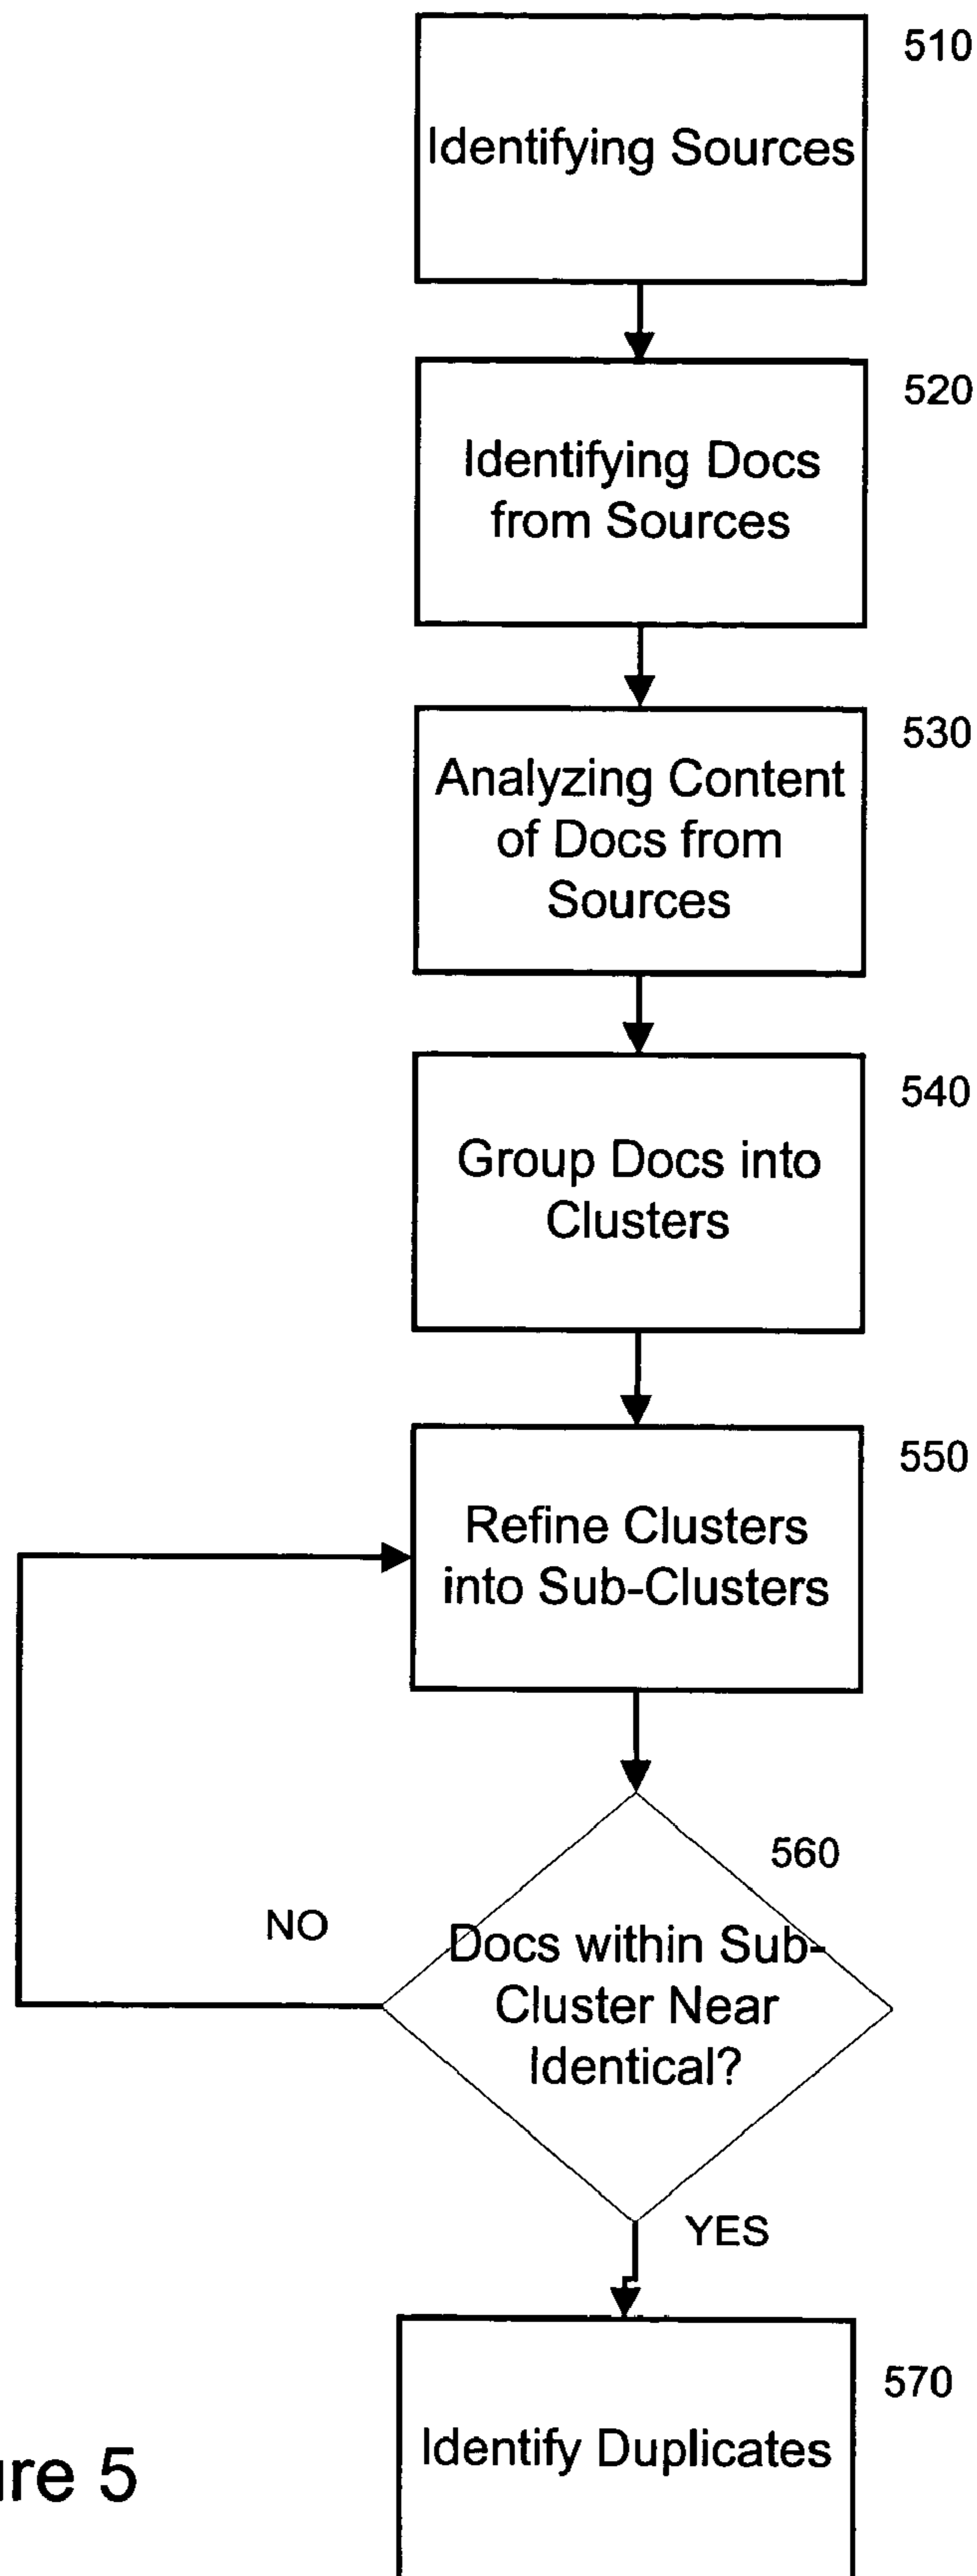 510
Identifying Sources
520
Identifying Docs
from Sources
530
Analyzing Content
of Docs from
Sources
540
Group Docs into
Clusters
550
Refine Clusters
into Sub-Clusters
560
NO
Docs within Sub-
Cluster Near
Identical?
YES
570
Identify Duplicates
5